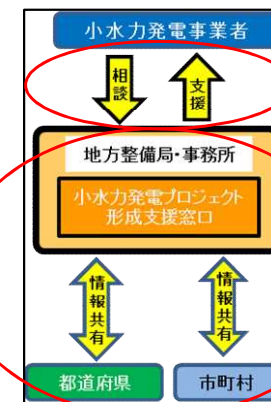 小水力発電事業者
相談
支援
地方整備局・事務所
小水力発電プロジェクト
形成支援窓口
情報共有
情報共有
都道府県
市町村